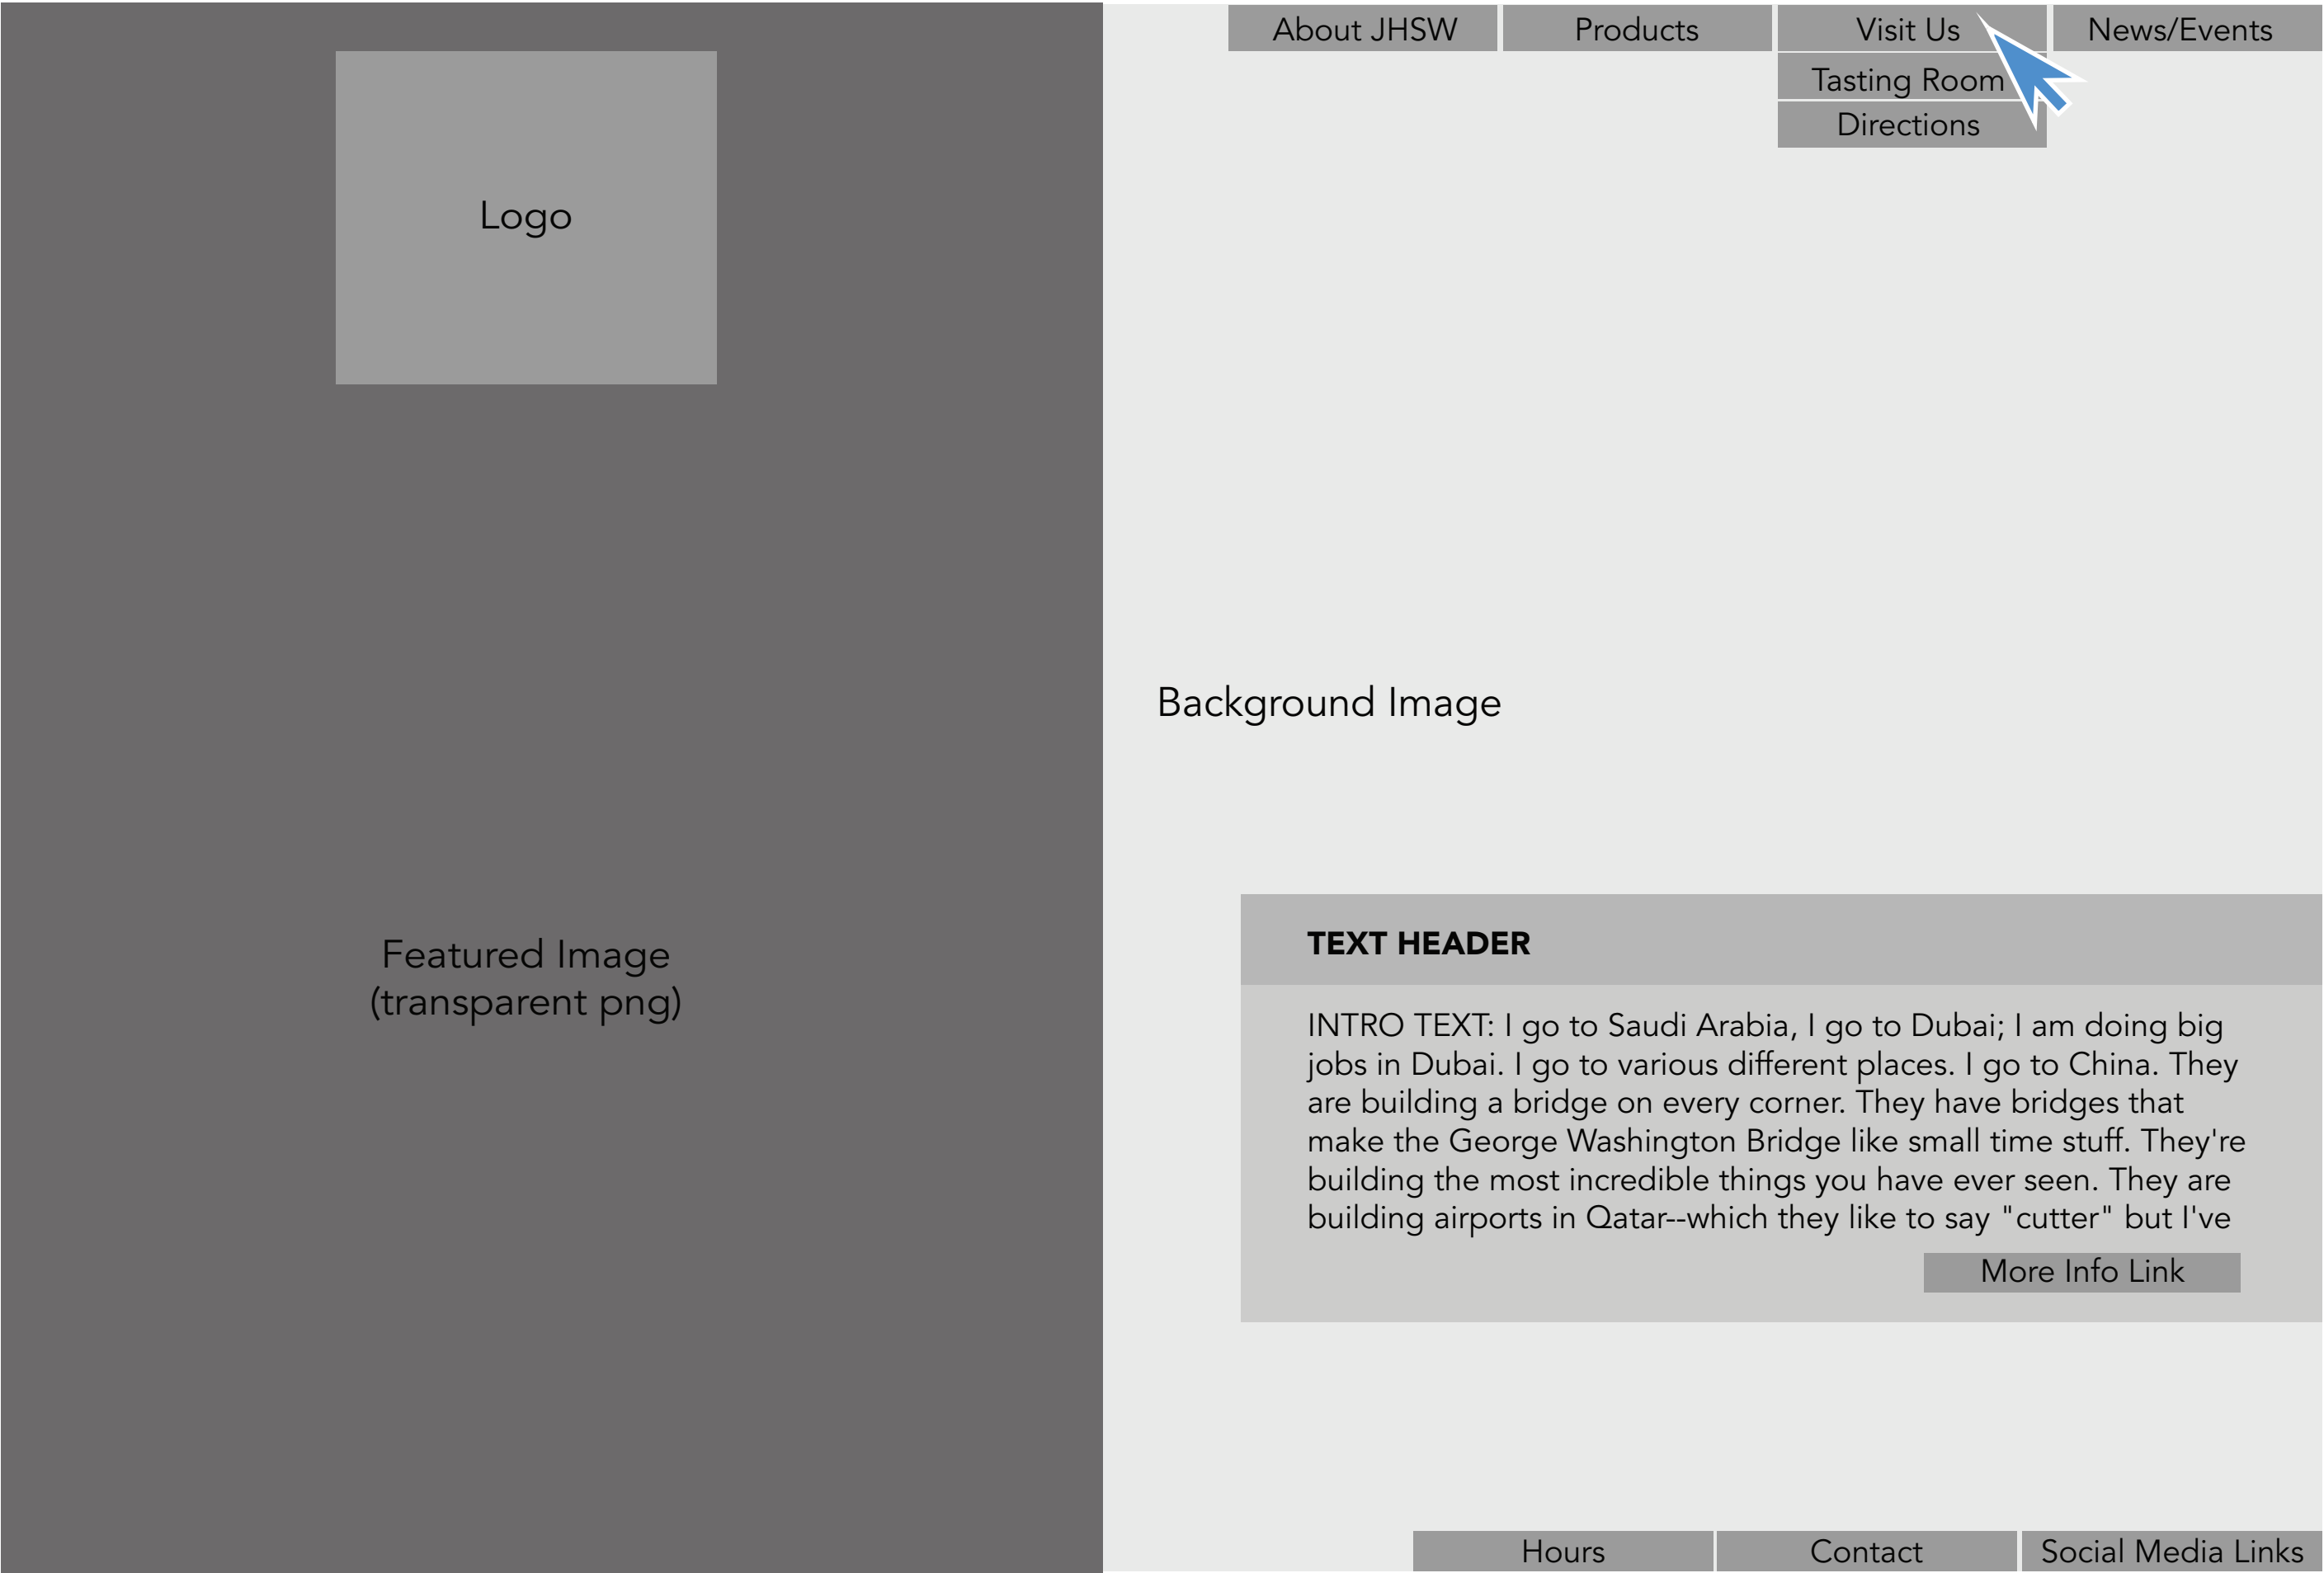 About JHSW
Products
Visit Us
News/Events
Tasting Room
Directions
Logo
Background Image
Featured Image
(transparent png)
TEXT HEADER
INTRO TEXT: I go to Saudi Arabia, I go to Dubai; I am doing big
jobs in Dubai. I go to various different places. I go to China. They
are building a bridge on every corner. They have bridges that
make the George Washington Bridge like small time stuff. They're
building the most incredible things you have ever seen. They are
building airports in Qatar--which they like to say "cutter" but I've
More Info Link
Hours
Contact
Social Media Links